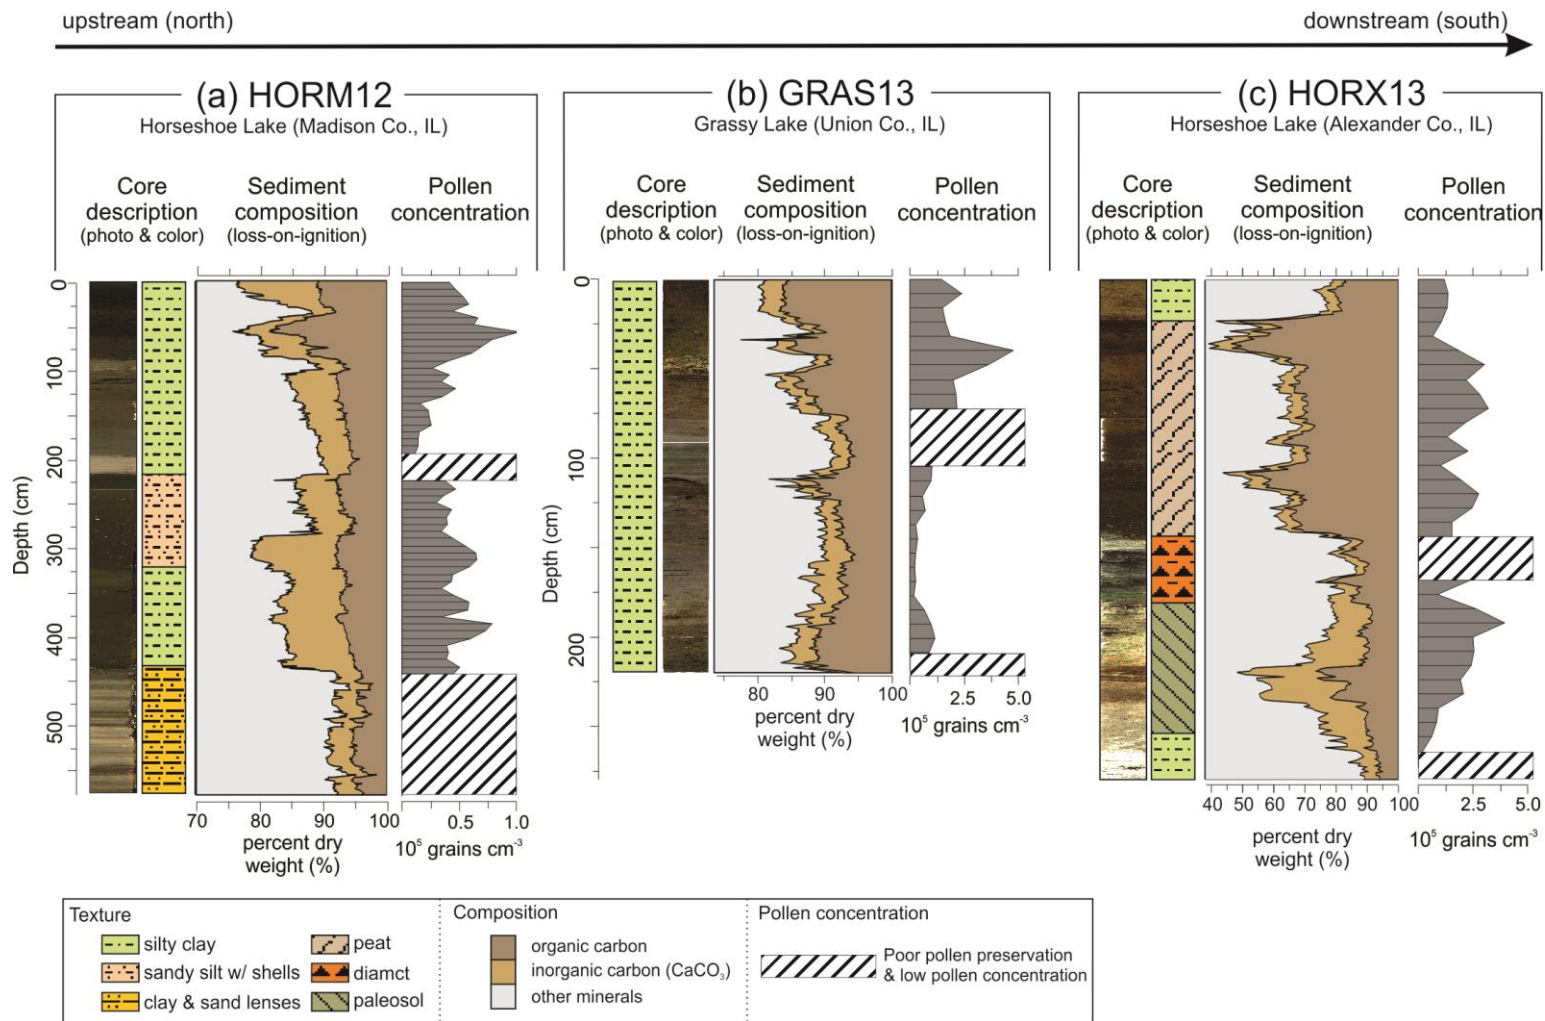 upstream (north)
downstream (south)
(a) HORM12
Horseshoe Lake (Madison Co., IL)
Core
description
(photo & color)
Sediment
composition
(loss-on-ignition)
Pollen
concentration
Depth (cm)
0
100
200
300
400
500
70
80
90
100
percent dry
weight (%)
0.5
1.0
10⁵ grains cm⁻³
(b) GRAS13
Grassy Lake (Union Co., IL)
Core
description
(photo & color)
Sediment
composition
(loss-on-ignition)
Pollen
concentration
Depth (cm)
0
100
200
80
90
100
percent dry
weight (%)
0
2.5
5.0
10⁵ grains cm⁻³
(c) HORX13
Horseshoe Lake (Alexander Co., IL)
Core
description
(photo & color)
Sediment
composition
(loss-on-ignition)
Pollen
concentration
40
50
60
70
80
90
100
percent dry
weight (%)
2.5
5.0
10⁵ grains cm⁻³
Texture
silty clay
sandy silt w/ shells
clay & sand lenses
peat
diamct
paleosol
Composition
organic carbon
inorganic carbon (CaCO₃)
other minerals
Pollen concentration
Poor pollen preservation
& low pollen concentration